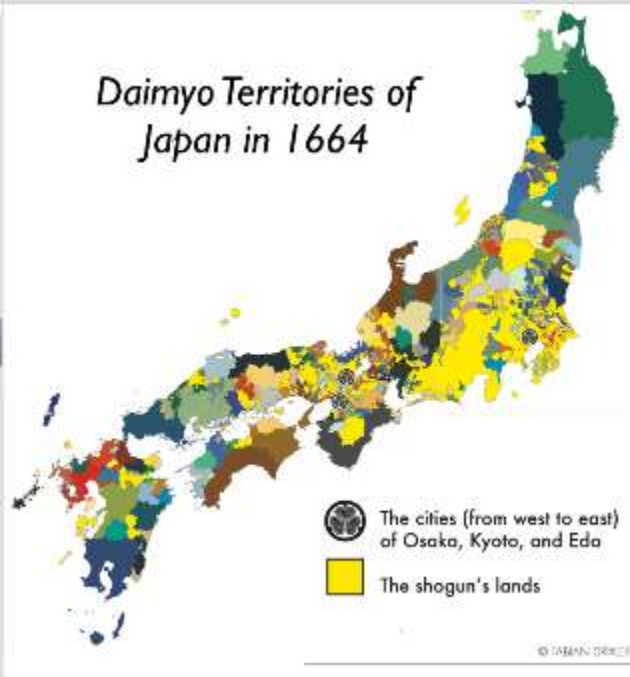 Daimyo Territories of
Japan in 1664
The cities (from west to east)
of Osaka, Kyoto, and Edo
The shogun's lands
© FABIAN